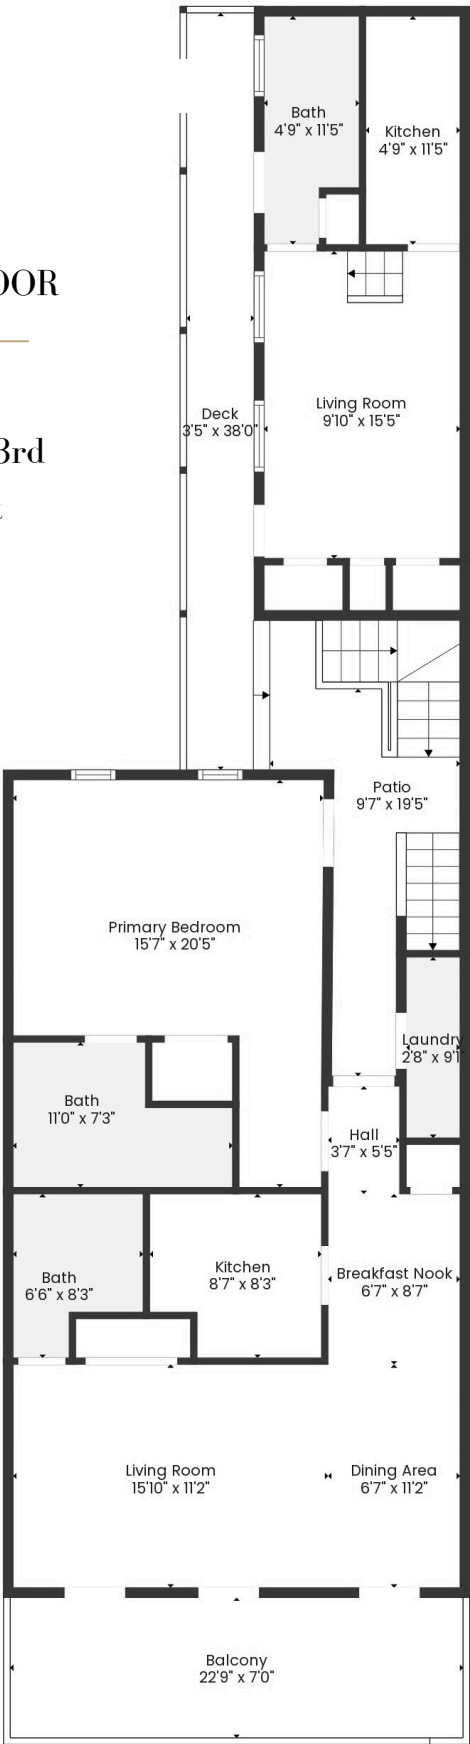 Bath
4'9" x 11'5"
Kitchen
4'9" x 11'5"
OOR
3rd
Living Room
9'10" x 15'5"
Deck
3'5" x 38'0"
Patio
9'7" x 19'5"
Primary Bedroom
15'7" x 20'5"
Laundry
2'8" x 9'1"
Bath
11'0" x 7'3"
Hall
3'7" x 5'5"
Breakfast Nook
6'7" x 8'7"
Kitchen
8'7" x 8'3"
Bath
6'6" x 8'3"
Living Room
15'10" x 11'2"
Dining Area
6'7" x 11'2"
Balcony
22'9" x 7'0"